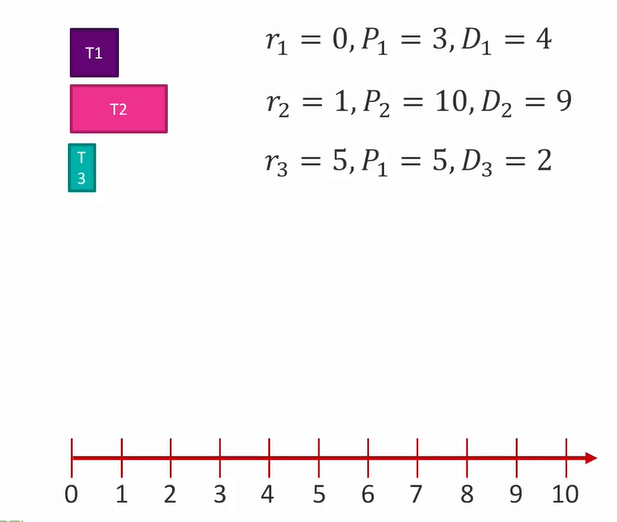 T1
r₁ = 0, P₁ = 3, D₁ = 4
T2
r₂ = 1, P₂ = 10, D₂ = 9
T
3
r₃ = 5, P₁ = 5, D₃ = 2
0 1 2 3 4 5 6 7 8 9 10